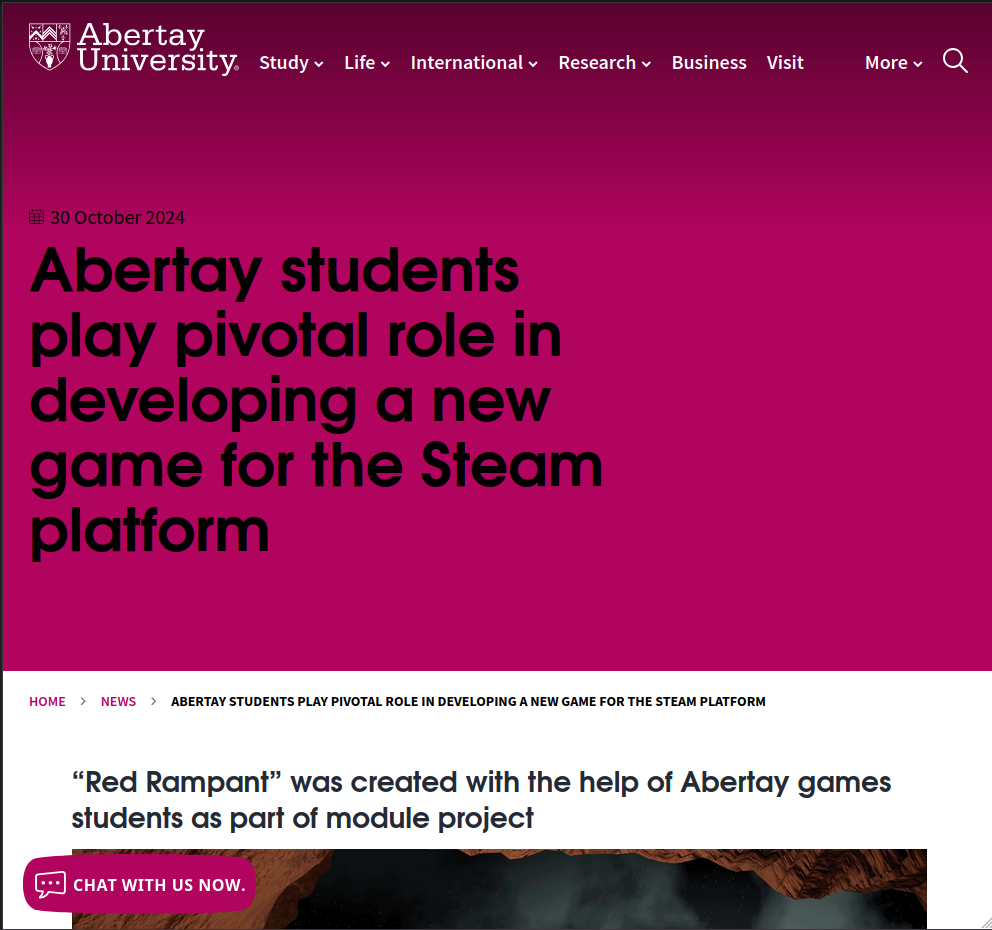 Abertay
University®
Study Life International Research Business Visit More
30 October 2024
Abertay students
play pivotal role in
developing a new
game for the Steam
platform
HOME > NEWS > ABERTAY STUDENTS PLAY PIVOTAL ROLE IN DEVELOPING A NEW GAME FOR THE STEAM PLATFORM
“Red Rampant” was created with the help of Abertay games
students as part of module project
CHAT WITH US NOW.